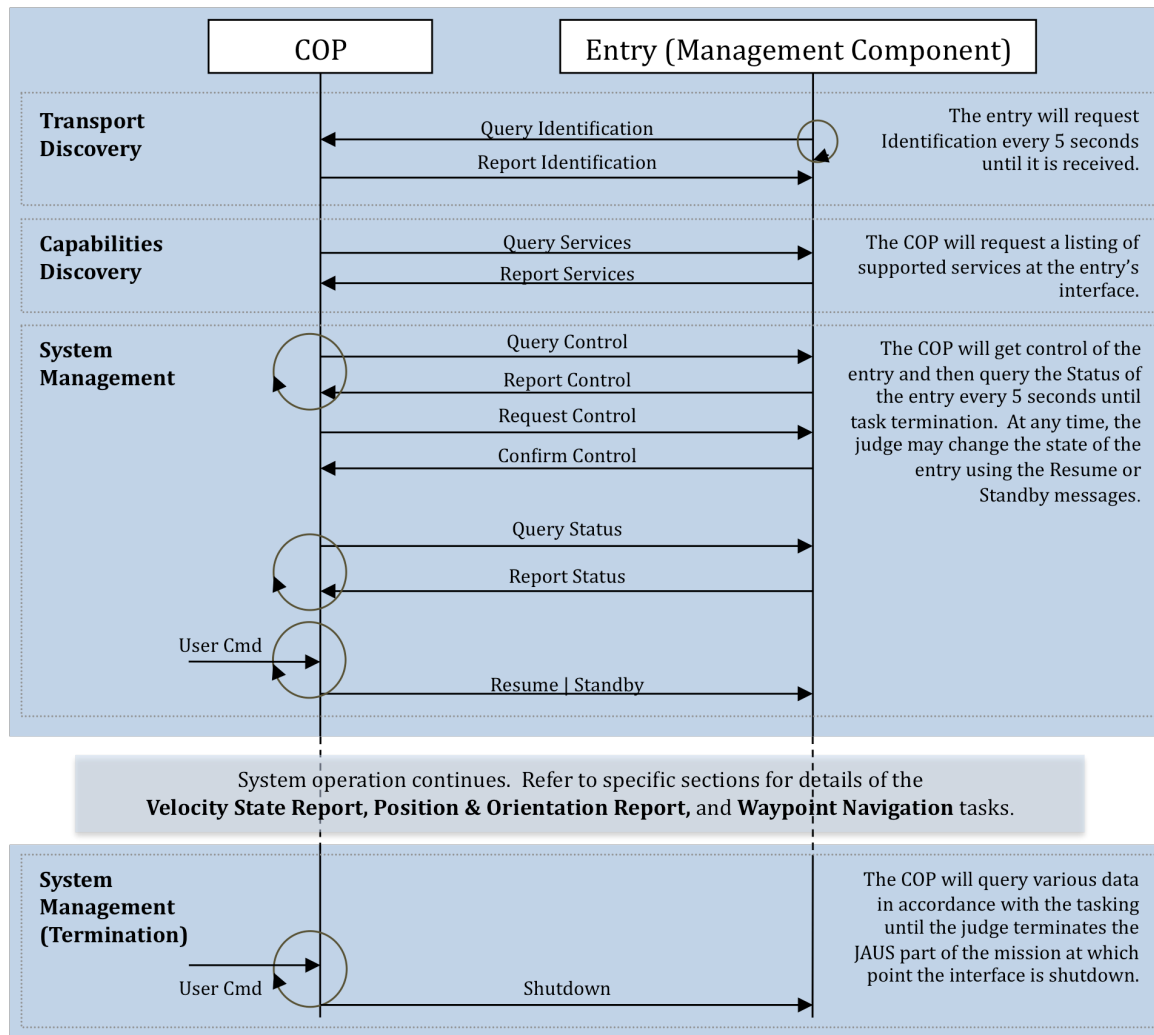 COP
Entry (Management Component)
Transport
Discovery
Query Identification
Report Identification
The entry will request
Identification every 5 seconds
until it is received.
Capabilities
Discovery
Query Services
Report Services
The COP will request a listing of
supported services at the entry's
interface.
System
Management
Query Control
Report Control
Request Control
Confirm Control
Query Status
Report Status
User Cmd
Resume | Standby
The COP will get control of the
entry and then query the Status of
the entry every 5 seconds until
task termination. At any time, the
judge may change the state of the
entry using the Resume or
Standby messages.
System operation continues. Refer to specific sections for details of the
Velocity State Report, Position & Orientation Report, and Waypoint Navigation tasks.
System
Management
(Termination)
User Cmd
Shutdown
The COP will query various data
in accordance with the tasking
until the judge terminates the
JAUS part of the mission at which
point the interface is shutdown.